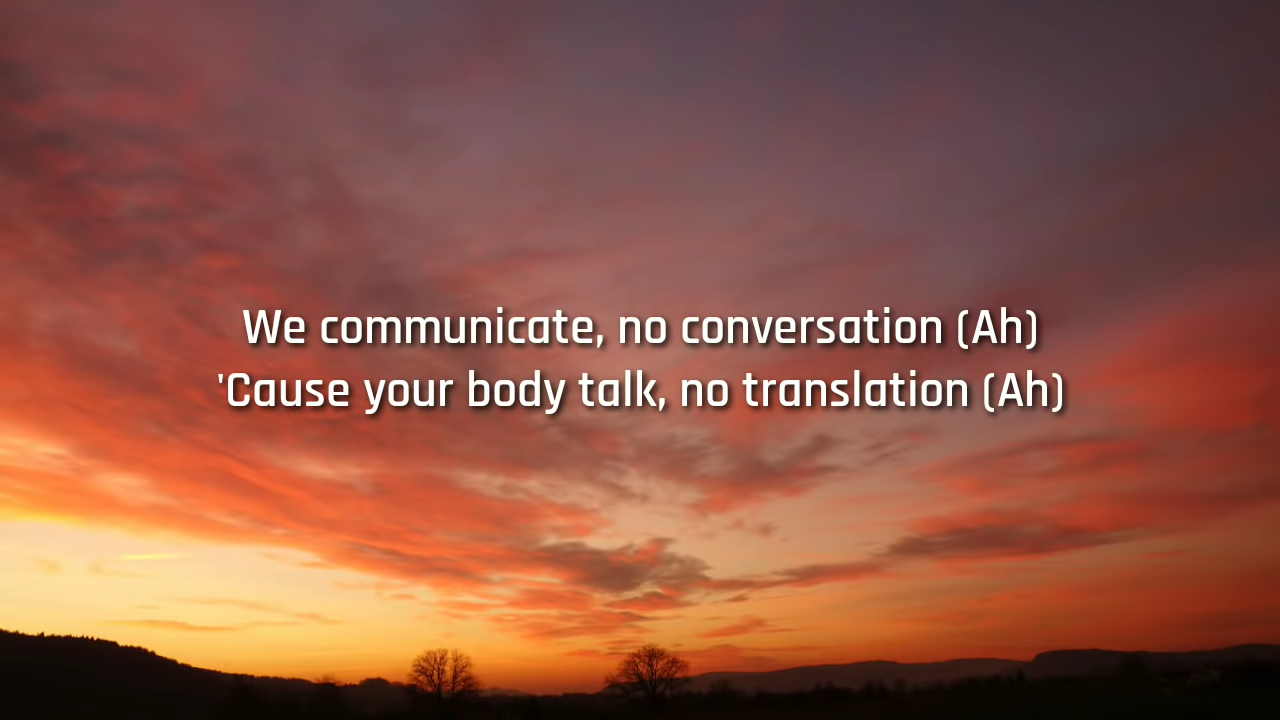 We communicate, no conversation (Ah)
'Cause your body talk, no translation (Ah)